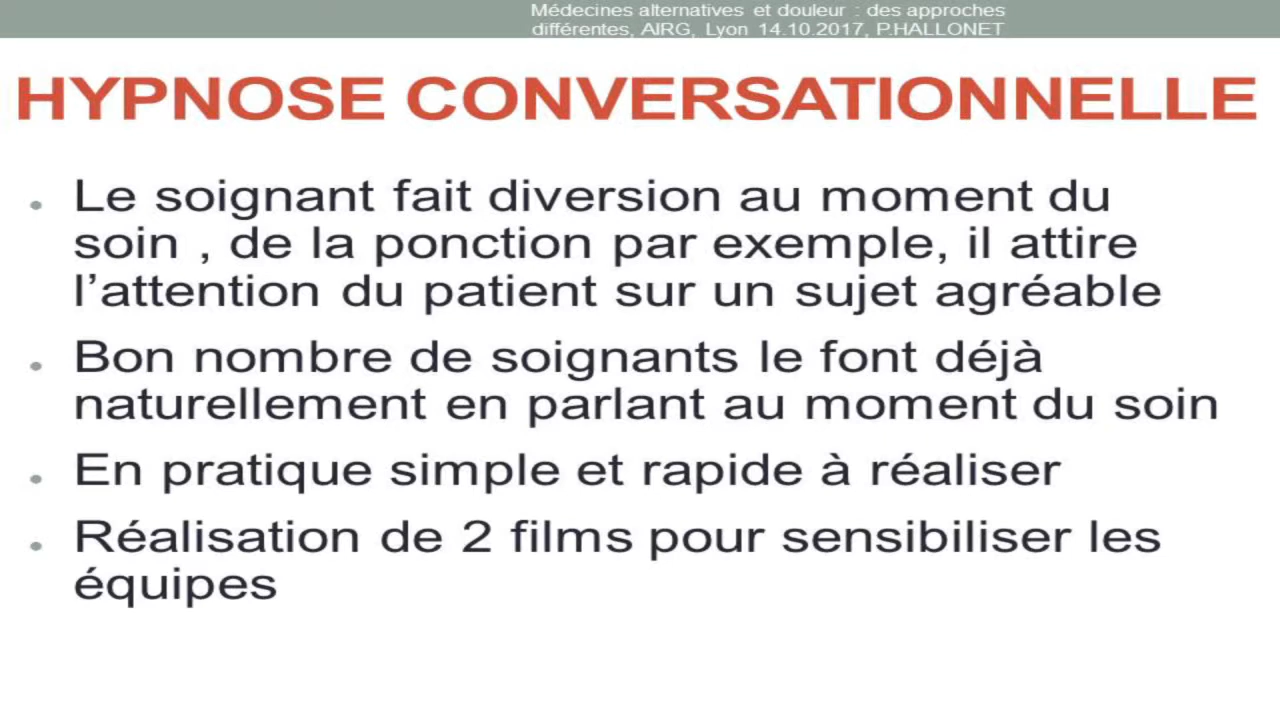 Médecines alternatives et douleur : des approches
différentes, AIRG, Lyon 14.10.2017, P.HALLONET
HYPNOSE CONVERSATIONNELLE
• Le soignant fait diversion au moment du
soin , de la ponction par exemple, il attire
l’attention du patient sur un sujet agréable
• Bon nombre de soignants le font déjà
naturellement en parlant au moment du soin
• En pratique simple et rapide à réaliser
• Réalisation de 2 films pour sensibiliser les
équipes